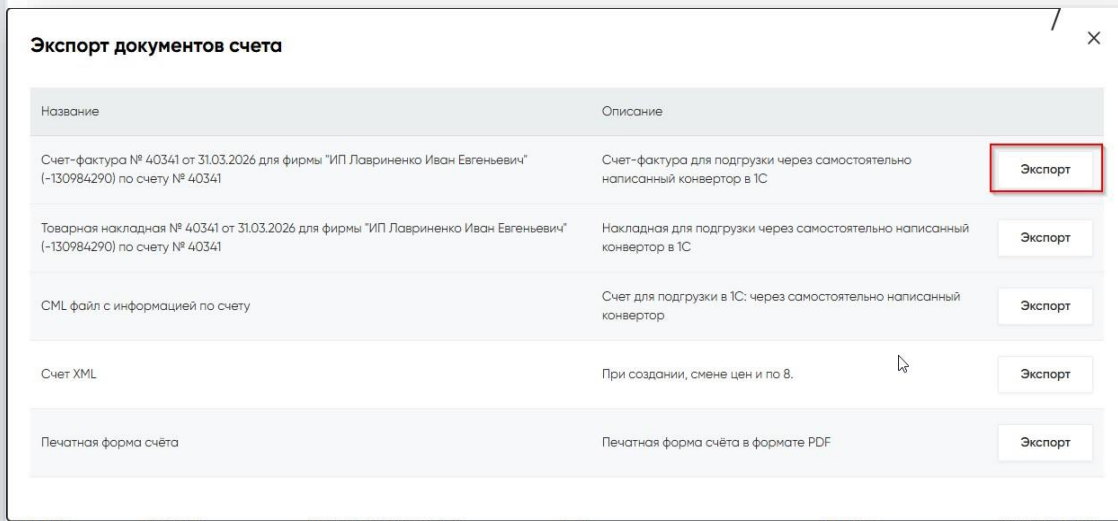 Экспорт документов счета
Название
Описание
Счет-фактура № 40341 от 31.03.2026 для фирмы "ИП Лавриненко Иван Евгеньевич"
(-130984290) по счету № 40341
Счет-фактура для подгрузки через самостоятельно
написанный конвертор в 1С
Экспорт
Товарная накладная № 40341 от 31.03.2026 для фирмы "ИП Лавриненко Иван Евгеньевич"
(-130984290) по счету № 40341
Накладная для подгрузки через самостоятельно написанный
конвертор в 1С
Экспорт
CML файл с информацией по счету
Счет для подгрузки в 1С: через самостоятельно написанный
конвертор
Экспорт
Счет XML
При создании, смене цен и по 8.
Экспорт
Печатная форма счёта
Печатная форма счёта в формате PDF
Экспорт